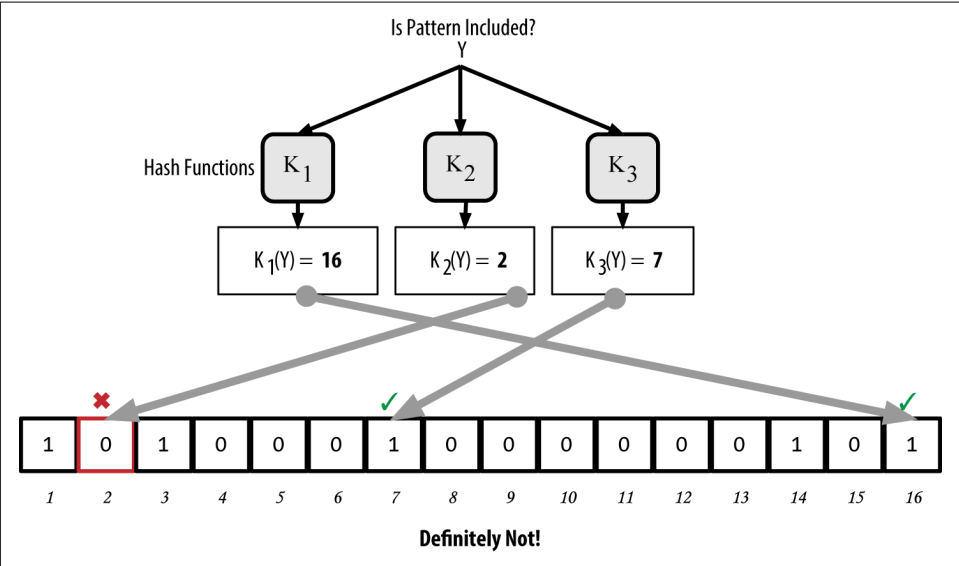 Is Pattern Included?
Y
Hash Functions K1 K2 K3
K1(Y) = 16 K2(Y) = 2 K3(Y) = 7
✖ ✓ ✓
1 0 1 0 0 0 1 0 0 0 0 0 0 1 0 1
1 2 3 4 5 6 7 8 9 10 11 12 13 14 15 16
Definitely Not!